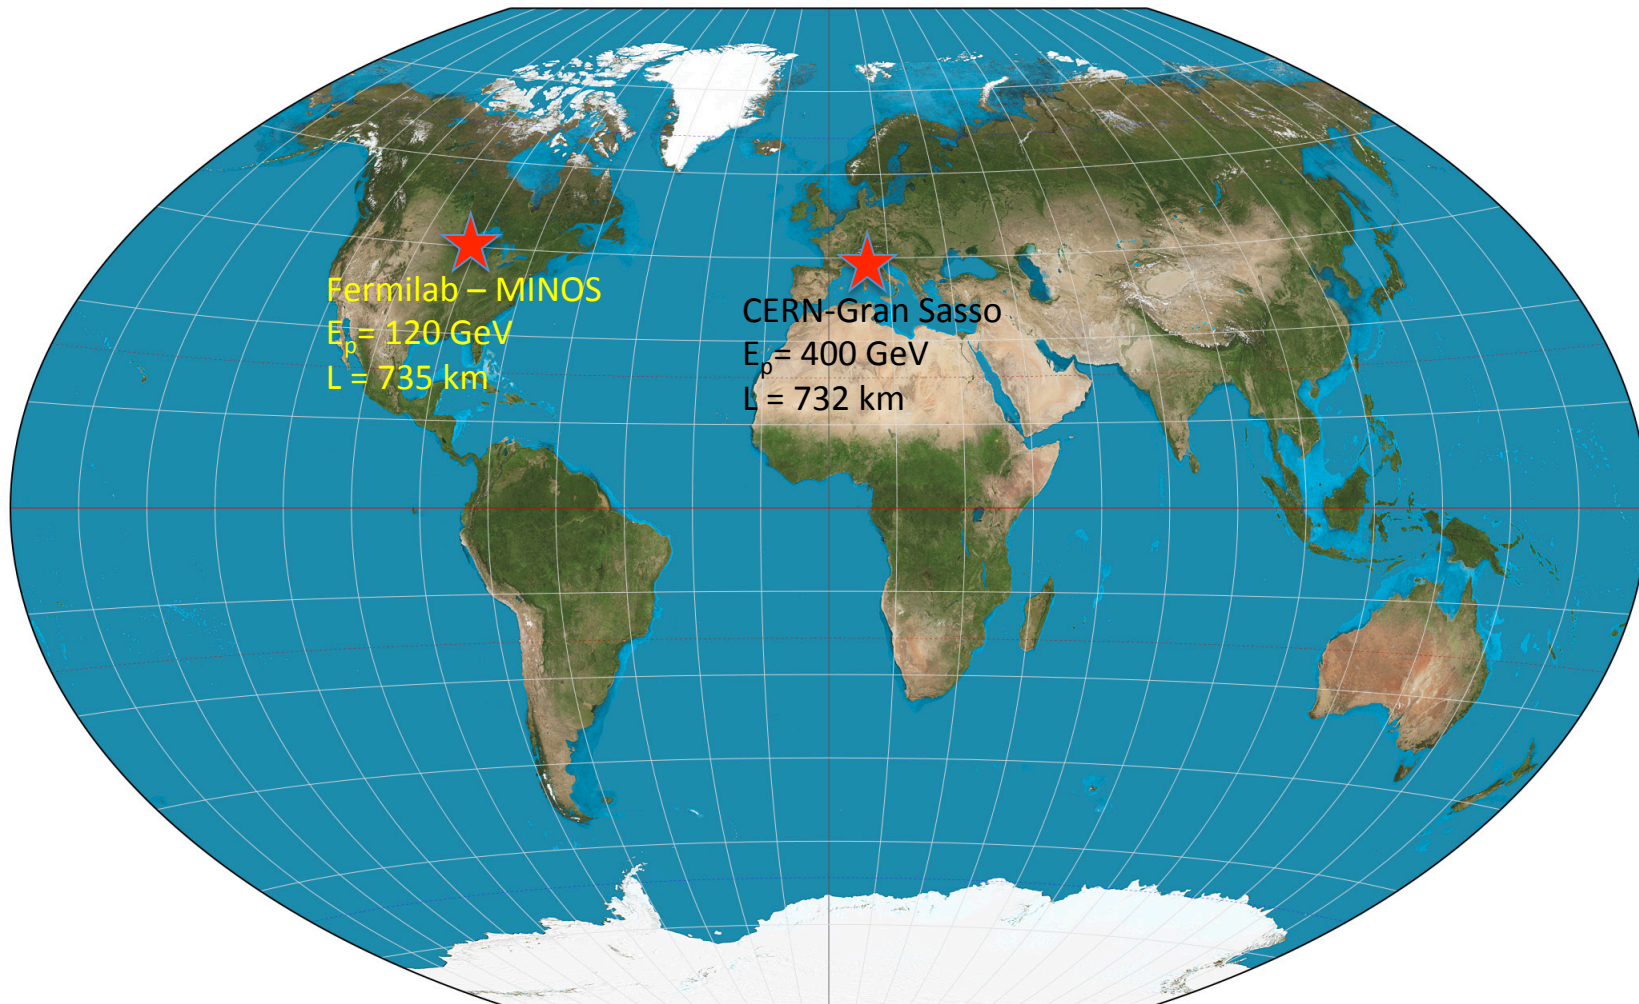 Fermilab – MINOS
Eₚ= 120 GeV
L = 735 km
CERN-Gran Sasso
Eₚ= 400 GeV
L = 732 km